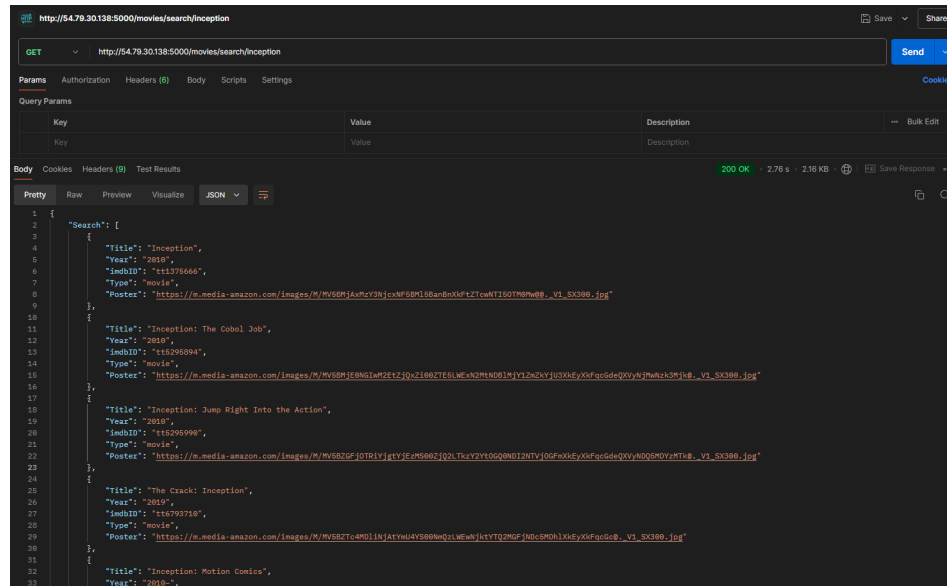 http://54.79.30.138:5000/movies/search/inception Save Share
GET http://54.79.30.138:5000/movies/search/inception Send
Params Authorization Headers (6) Body Scripts Settings Cookie
Query Params
Key Value Description Bulk Edit
Key Value Description
Body Cookies Headers (9) Test Results 200 OK 2.76 s 2.16 KB Save Response
Pretty Raw Preview Visualize JSON
1 {
2 "Search": [
3 {
4 "Title": "Inception",
5 "Year": "2010",
6 "imdbID": "tt1375666",
7 "Type": "movie",
8 "Poster": "https://m.media-amazon.com/images/M/MV5BMjAxMzY3NjcxNF5BMl5BanBnXkFtZTcwNTI5OTM0Mw@@._V1_SX300.jpg"
9 },
10 {
11 "Title": "Inception: The Cobol Job",
12 "Year": "2010",
13 "imdbID": "tt5295894",
14 "Type": "movie",
15 "Poster":
16 },
17 {
18 "Title": "Inception: Jump Right Into the Action",
19 "Year": "2010",
20 "imdbID": "tt5295990",
21 "Type": "movie",
22 "Poster":
23 },
24 {
25 "Title": "The Crack: Inception",
26 "Year": "2019",
27 "imdbID": "tt6793710",
28 "Type": "movie",
29 "Poster":
30 },
31 {
32 "Title": "Inception: Motion Comics",
33 "Year": "2010–",